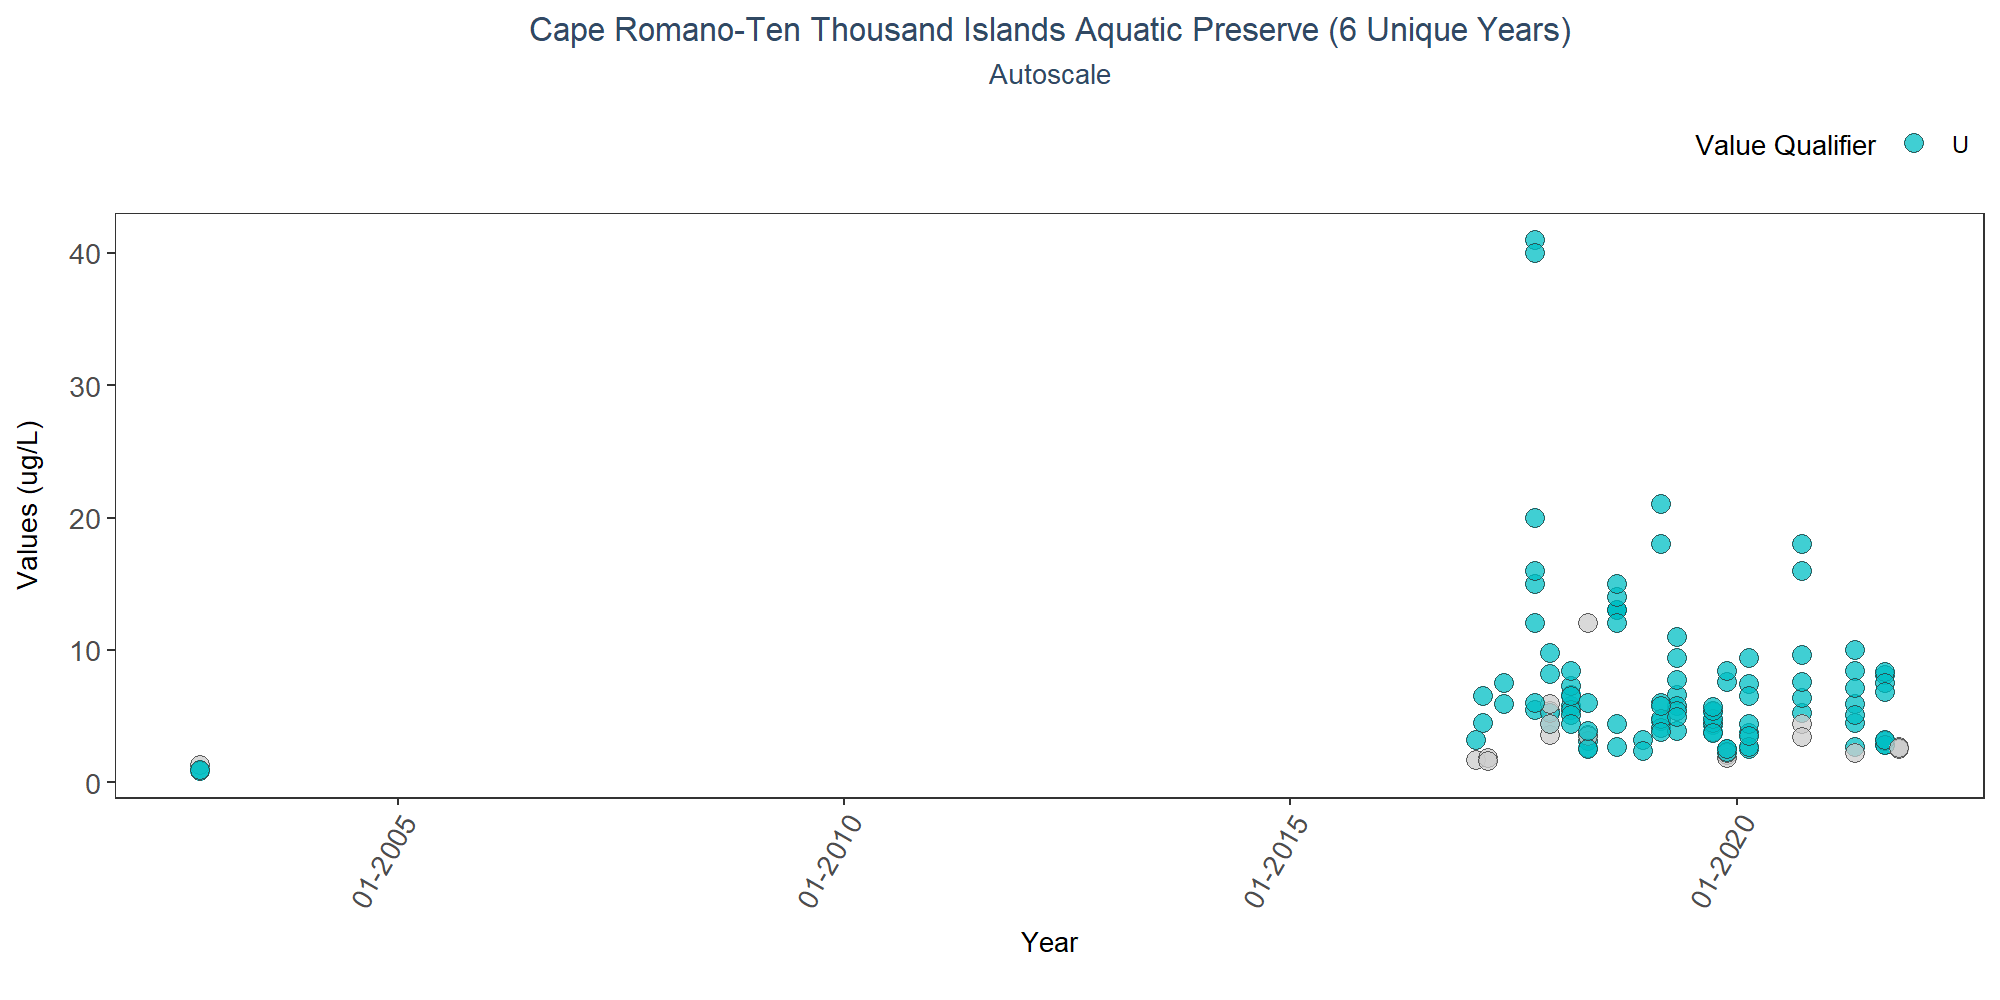 Cape Romano-Ten Thousand Islands Aquatic Preserve (6 Unique Years)
Autoscale
Value Qualifier U
Values (ug/L)
40
30
20
10
0
01-2005
01-2010
01-2015
01-2020
Year